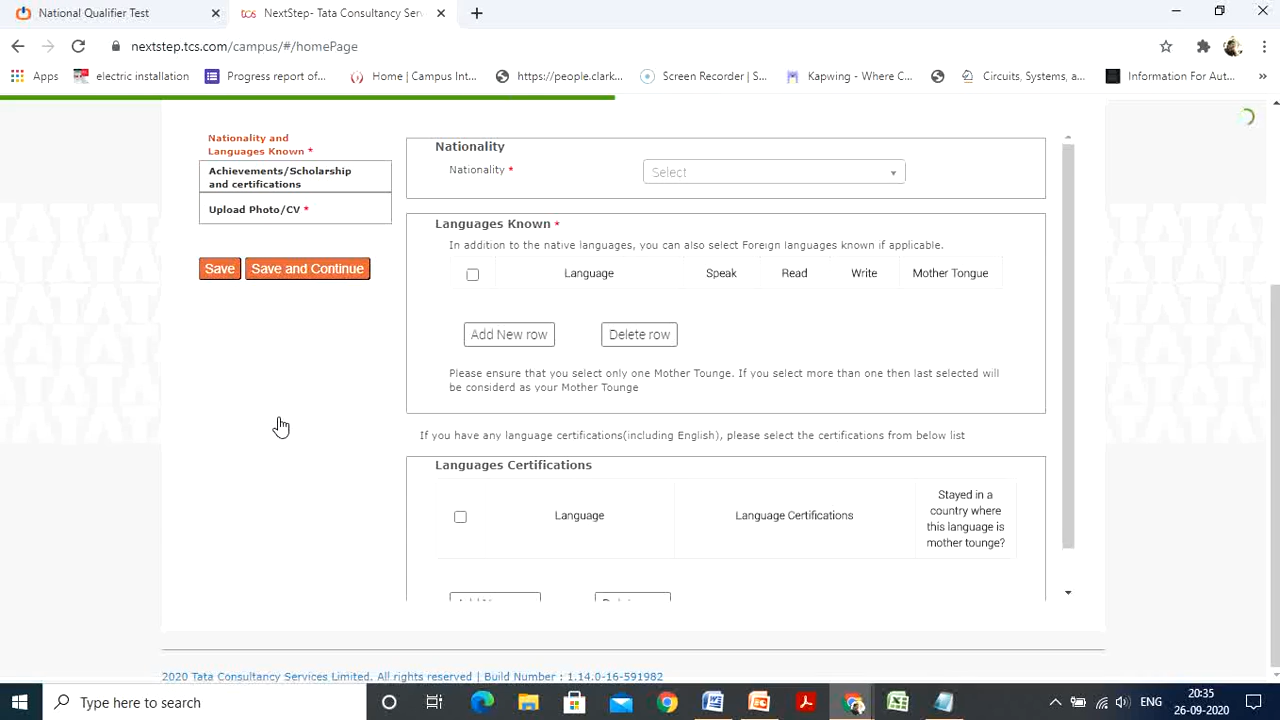 National Qualifier Test
NextStep- Tata Consultancy Ser
nextstep.tcs.com/campus/#/homePage
Apps
electric installation
Progress report of...
Home | Campus Int...
https://people.clark...
Screen Recorder | S...
Kapwing - Where C...
Circuits, Systems, a...
Information For Aut...
Nationality and
Languages Known *
Achievements/Scholarship
and certifications
Upload Photo/CV *
Save
Save and Continue
Nationality
Nationality *
Select
Languages Known *
In addition to the native languages, you can also select Foreign languages known if applicable.
Language Speak Read Write Mother Tongue
Add New row
Delete row
Please ensure that you select only one Mother Tounge. If you select more than one then last selected will
be considerd as your Mother Tounge
If you have any language certifications(including English), please select the certifications from below list
Languages Certifications
Language Language Certifications
Stayed in a
country where
this language is
mother tounge?
2020 Tata Consultancy Services Limited. All rights reserved | Build Number : 1.14.0-16-591982
Type here to search
ENG
20:35
26-09-2020